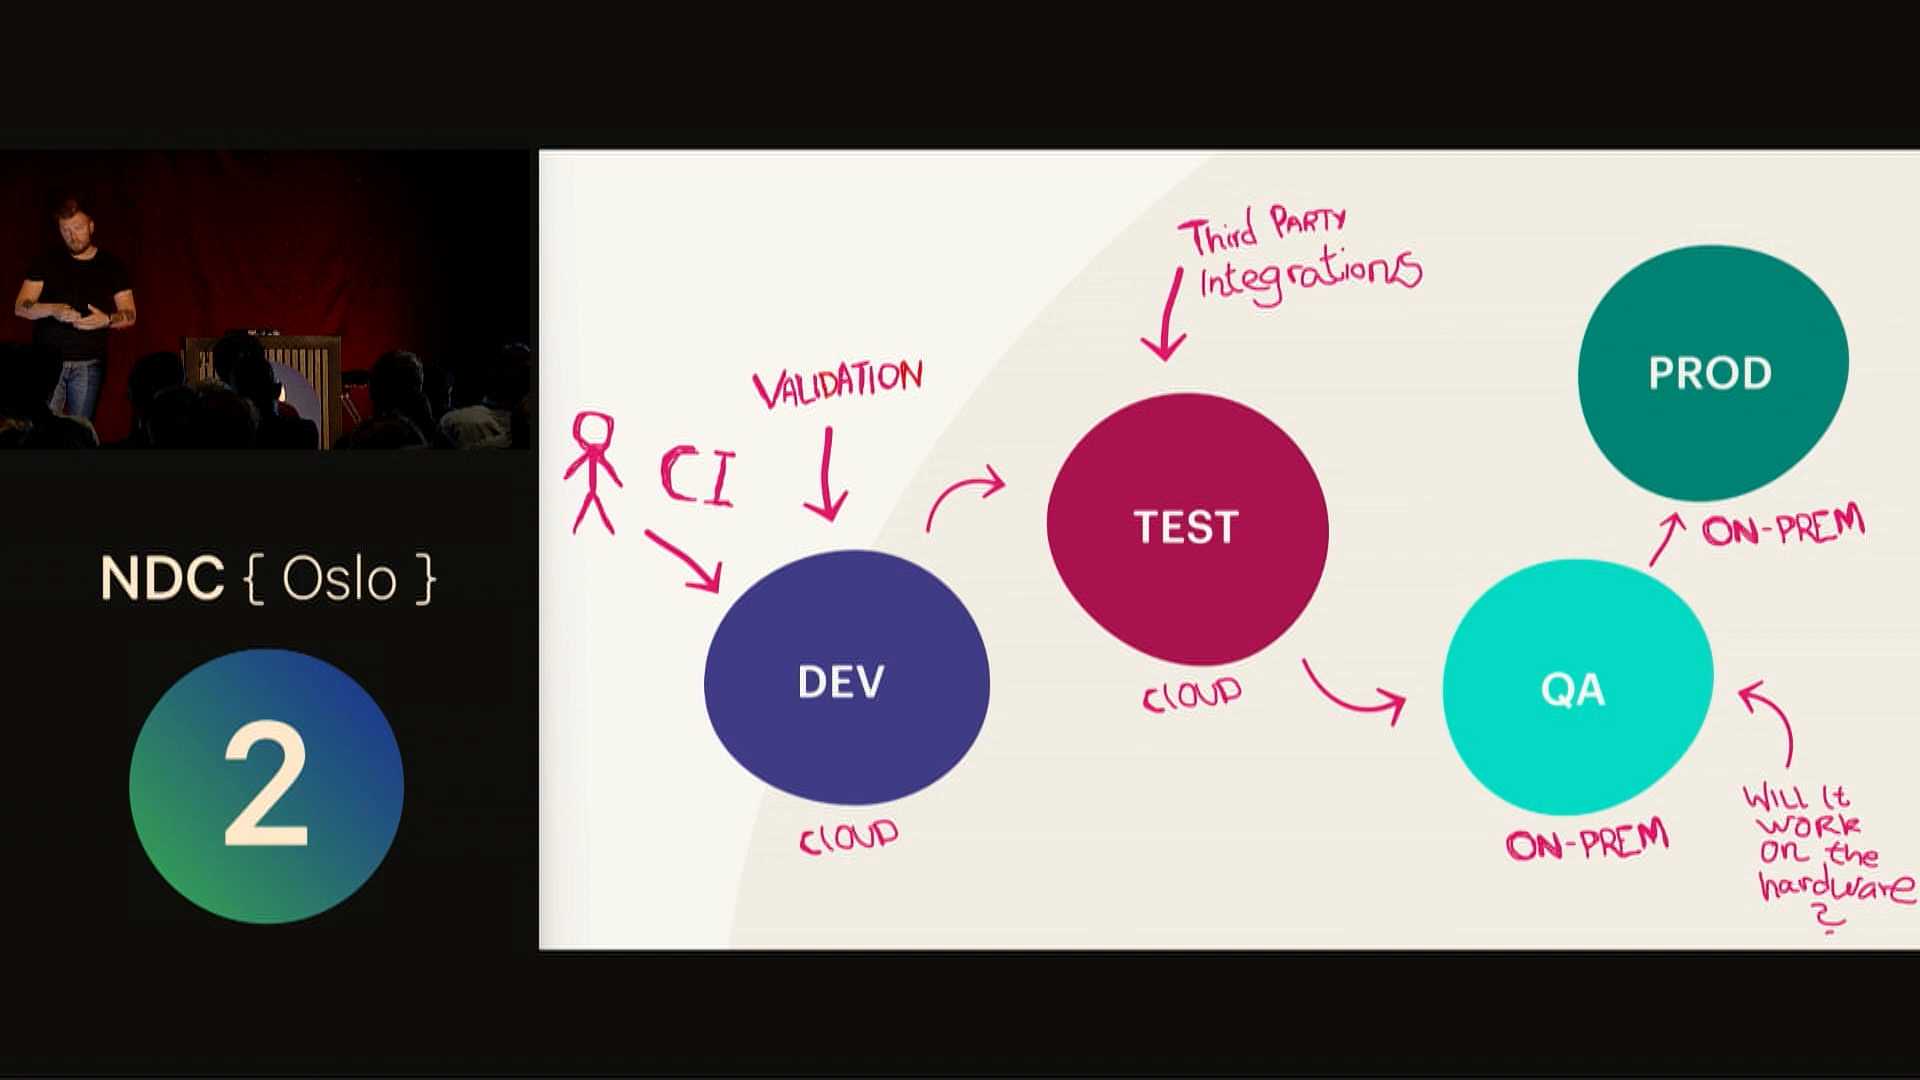 NDC { Oslo }
2
Third PARTY
Integrations
VALIDATION
CI
DEV
CLOUD
TEST
CLOUD
PROD
ON-PREM
QA
ON-PREM
WILL It
WORK
on the
hardware
?